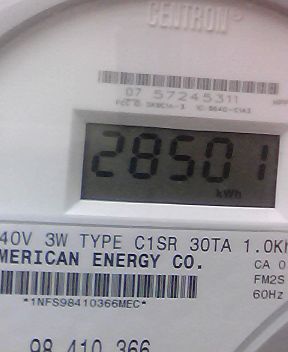 CENTRON®
07 57245311
28501
kWh
40V 3W TYPE C1SR 30TA 1.0Kh
MERICAN ENERGY CO.
CA 0
FM2S
60Hz
*1NFS98410366MEC*
98 410 366